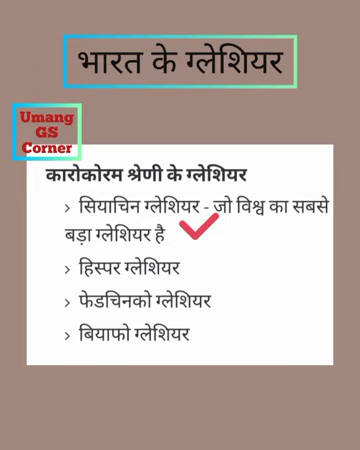 भारत के ग्लेशियर
Umang
GS
Corner
कारोकोरम श्रेणी के ग्लेशियर
> सियाचिन ग्लेशियर - जो विश्व का सबसे
बड़ा ग्लेशियर है
> हिस्पर ग्लेशियर
> फेडचिनको ग्लेशियर
> बियाफो ग्लेशियर